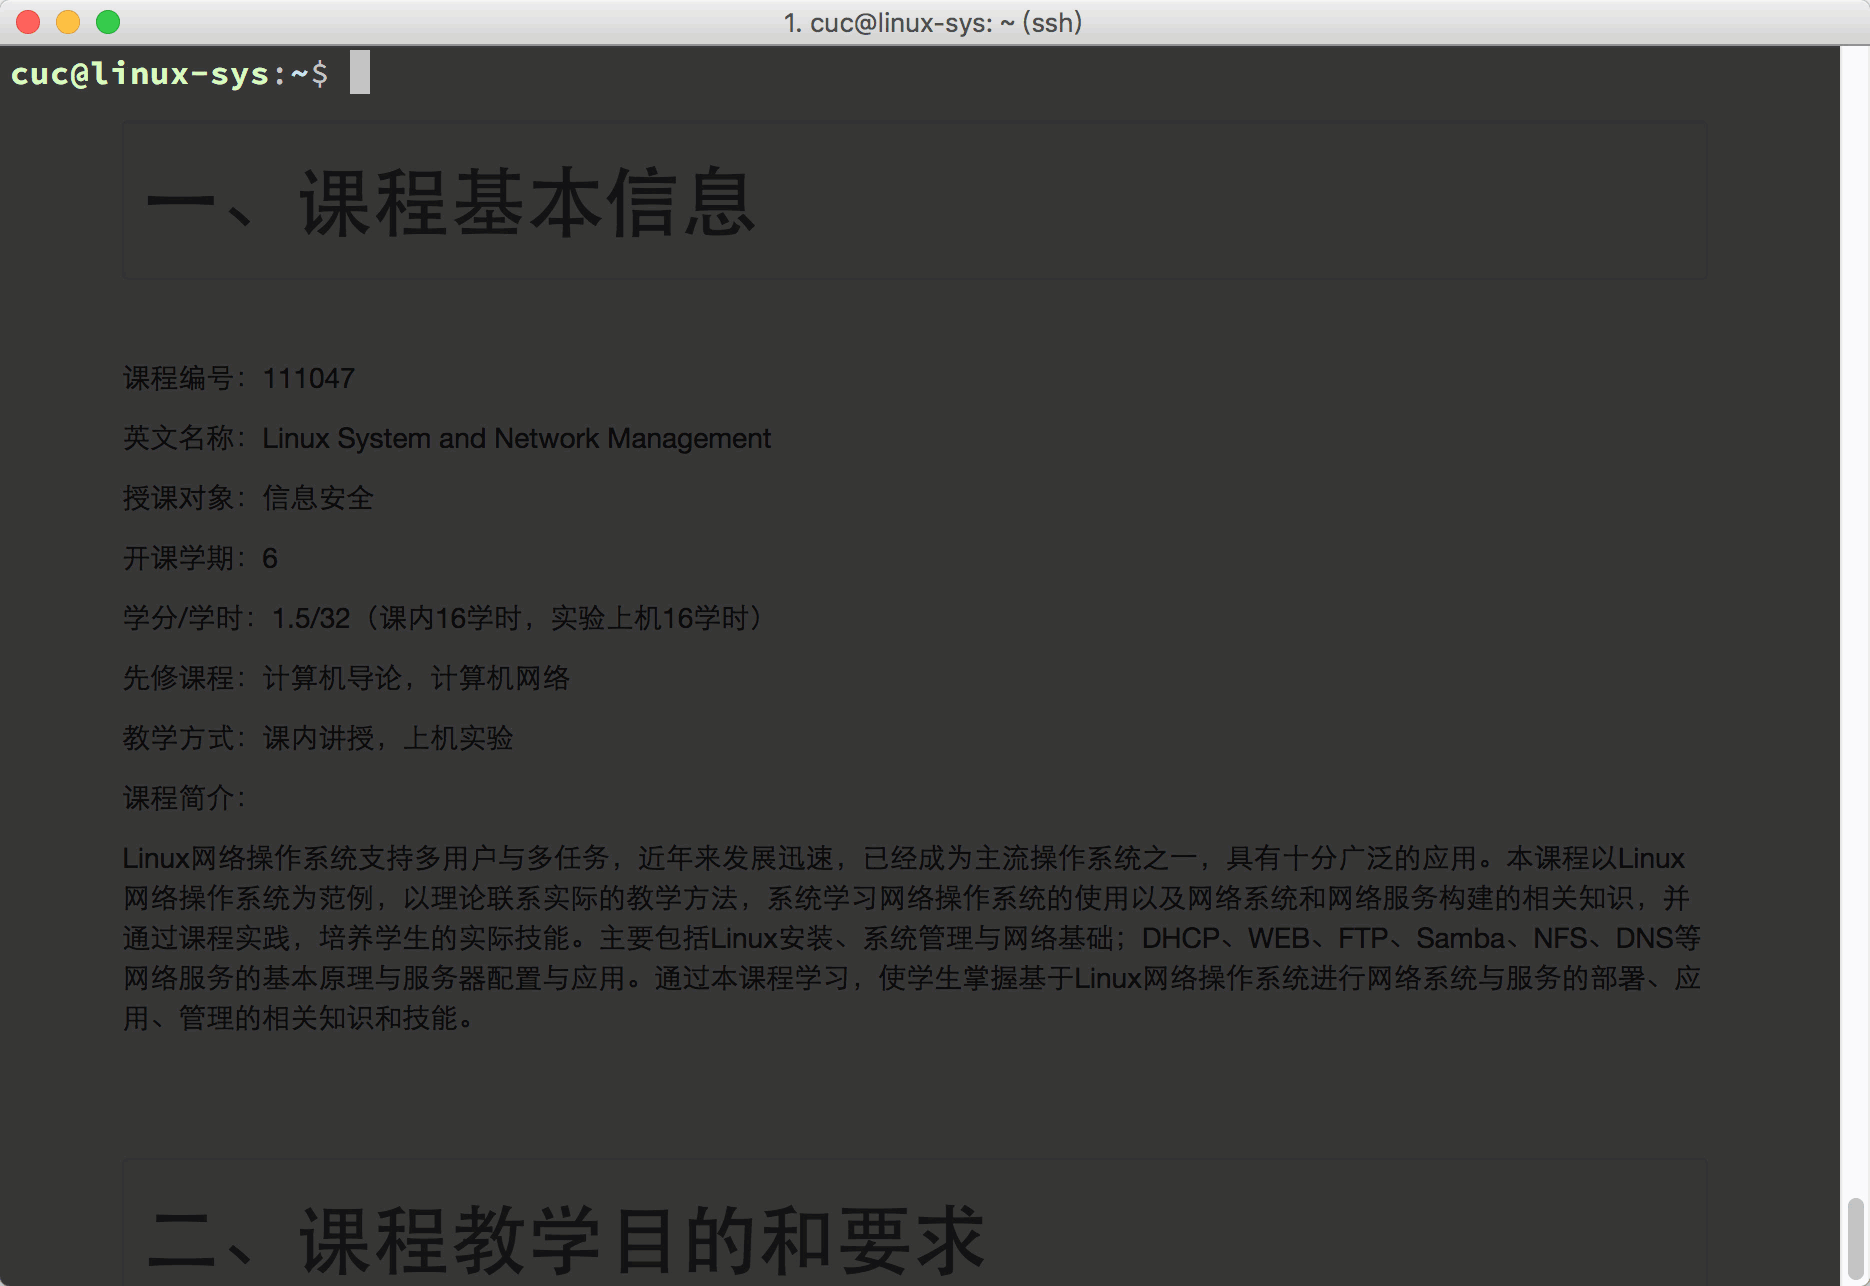 1. cuc@linux-sys: ~ (ssh)
cuc@linux-sys:~$
一、课程基本信息
课程编号：111047
英文名称：Linux System and Network Management
授课对象：信息安全
开课学期：6
学分/学时：1.5/32（课内16学时，实验上机16学时）
先修课程：计算机导论，计算机网络
教学方式：课内讲授，上机实验
课程简介：
Linux网络操作系统支持多用户与多任务，近年来发展迅速，已经成为主流操作系统之一，具有十分广泛的应用。本课程以Linux
网络操作系统为范例，以理论联系实际的教学方法，系统学习网络操作系统的使用以及网络系统和网络服务构建的相关知识，并
通过课程实践，培养学生的实际技能。主要包括Linux安装、系统管理与网络基础；DHCP、WEB、FTP、Samba、NFS、DNS等
网络服务的基本原理与服务器配置与应用。通过本课程学习，使学生掌握基于Linux网络操作系统进行网络系统与服务的部署、应
用、管理的相关知识和技能。
二、课程教学目的和要求